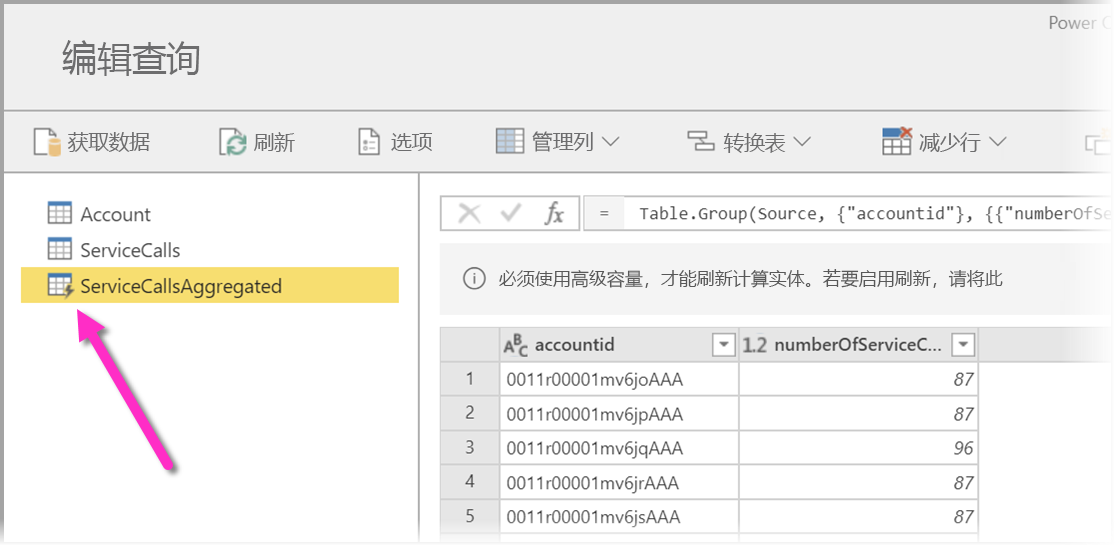 Power
编辑查询
获取数据 刷新 选项 管理列 转换表 减少行
Account
ServiceCalls
ServiceCallsAggregated
fx = Table.Group(Source, {"accountid"}, {{"numberOfSe
必须使用高级容量，才能刷新计算实体。若要启用刷新，请将此
ABC accountid 1.2 numberOfServiceC...
1 0011r00001mv6joAAA 87
2 0011r00001mv6jpAAA 87
3 0011r00001mv6jqAAA 96
4 0011r00001mv6jrAAA 87
5 0011r00001mv6jsAAA 87